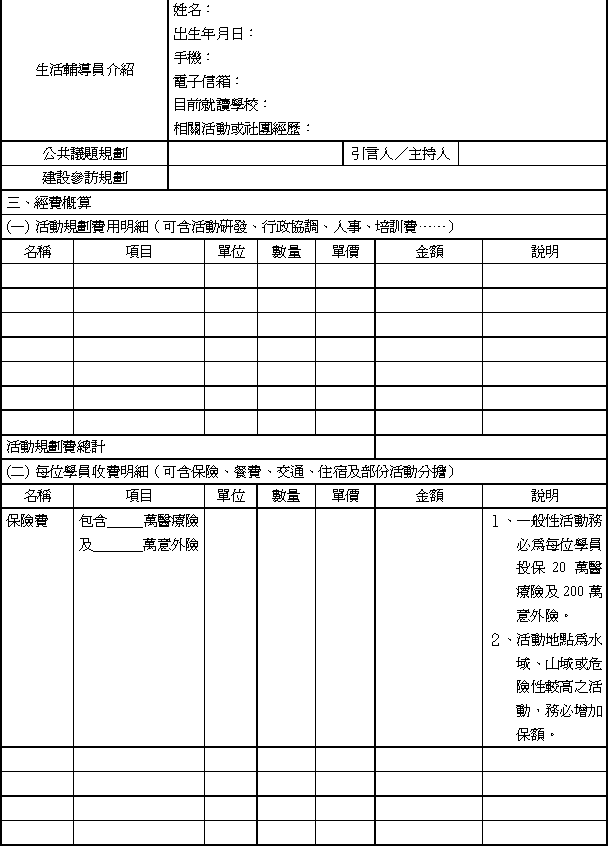 生活輔導員介紹
姓名：
出生年月日：
手機：
電子信箱：
目前就讀學校：
相關活動或社團經歷：
公共議題規劃 引言人／主持人
建設參訪規劃
三、經費概算
(一) 活動規劃費用明細（可含活動研發、行政協調、人事、培訓費……）
名稱 項目 單位 數量 單價 金額 說明
活動規劃費總計
(二) 每位學員收費明細（可含保險、餐費、交通、住宿及部份活動分擔）
名稱 項目 單位 數量 單價 金額 說明
保險費
包含_____萬醫療險
及_______萬意外險
１、一般性活動務
必為每位學員
投保 20 萬醫
療險及 200 萬
意外險。
２、活動地點為水
域、山域或危
險性較高之活
動，務必增加
保額。